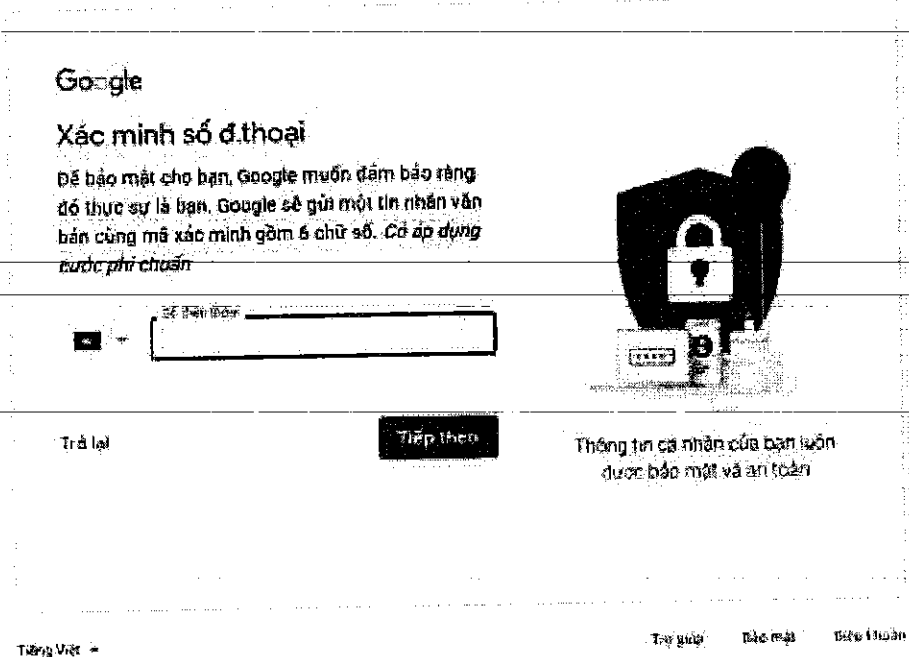 Google
Xác minh số đ.thoại
Để bảo mật cho bạn, Google muốn đảm bảo rằng
đó thực sự là bạn. Google sẽ gửi một tin nhắn văn
bản cùng mã xác minh gồm 6 chữ số. Có áp dụng
cước phí chuẩn
Số điện thoại
Trả lại
Tiếp theo
Thông tin cá nhân của bạn luôn
được bảo mật và an toàn
Tiếng Việt
Trợ giúp
Bảo mật
Điều khoản